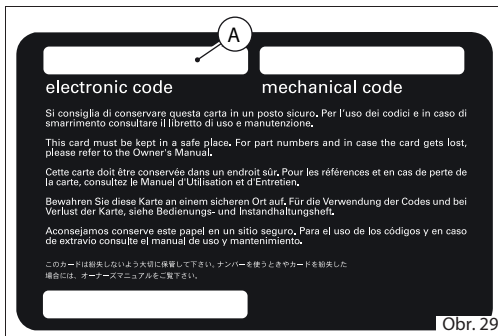 A
electronic code
mechanical code
Si consiglia di conservare questa carta in un posto sicuro. Per l'uso dei codici e in caso di
smarrimento consultare il libretto di uso e manutenzione.
This card must be kept in a safe place. For part numbers and in case the card gets lost,
please refer to the Owner's Manual.
Cette carte doit être conservée dans un endroit sûr. Pour les références et en cas de perte de
la carte, consultez le Manuel d'Utilisation et d'Entretien.
Bewahren Sie diese Karte an einem sicheren Ort auf. Für die Verwendung der Codes und bei
Verlust der Karte, siehe Bedienungs- und Instandhaltungsheft.
Aconsejamos conserve este papel en un sitio seguro. Para el uso de los códigos y en caso
de extravío consulte el manual de uso y mantenimiento.
このカードは紛失しないよう大切に保管して下さい。ナンバーを使うときやカードを紛失した
場合には、オーナーズマニュアルをご覧下さい。
Obr. 29